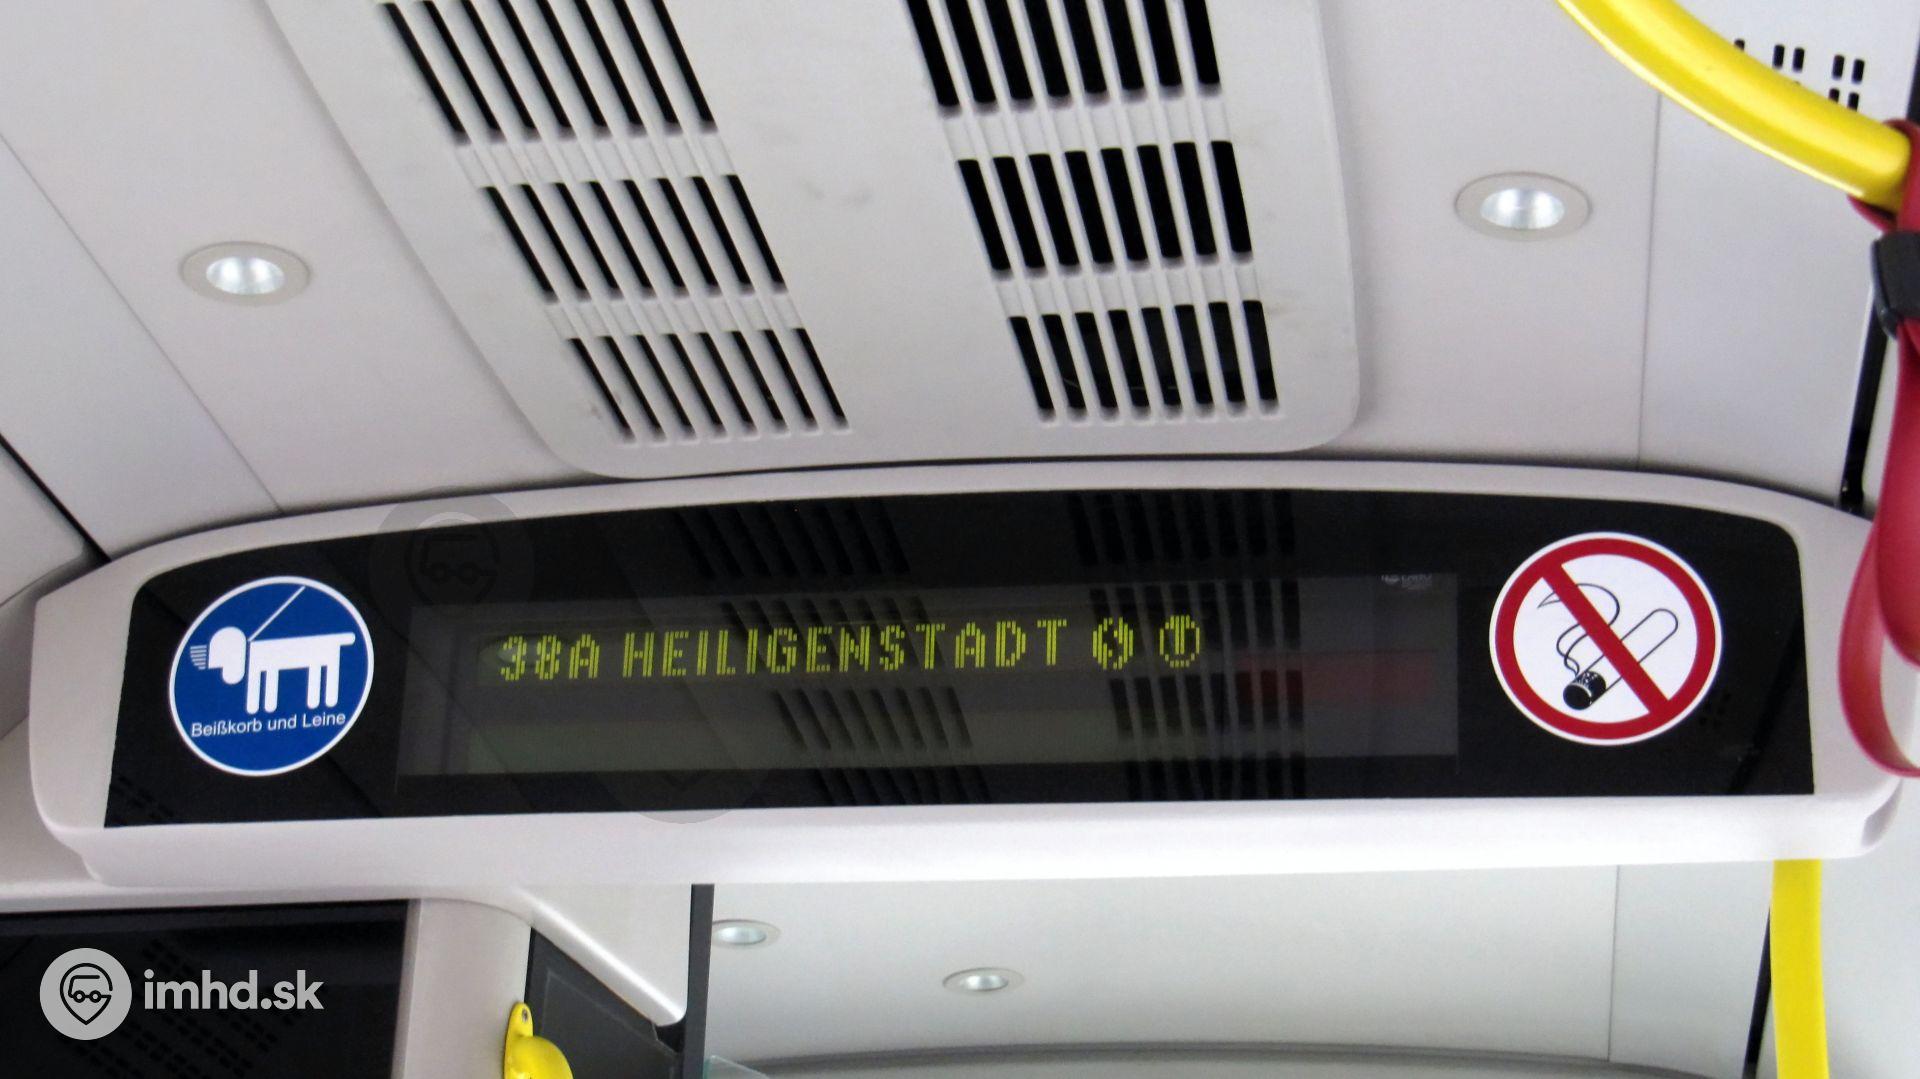 38A HEILIGENSTADT S U
Beißkorb und Leine
imhd.sk